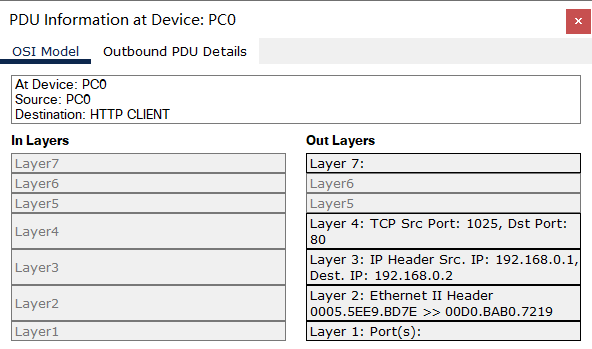 PDU Information at Device: PC0
×
OSI Model
Outbound PDU Details
At Device: PC0
Source: PC0
Destination: HTTP CLIENT
In Layers
Layer7
Layer6
Layer5
Layer4
Layer3
Layer2
Layer1
Out Layers
Layer 7:
Layer6
Layer5
Layer 4: TCP Src Port: 1025, Dst Port:
80
Layer 3: IP Header Src. IP: 192.168.0.1,
Dest. IP: 192.168.0.2
Layer 2: Ethernet II Header
0005.5EE9.BD7E >> 00D0.BAB0.7219
Layer 1: Port(s):